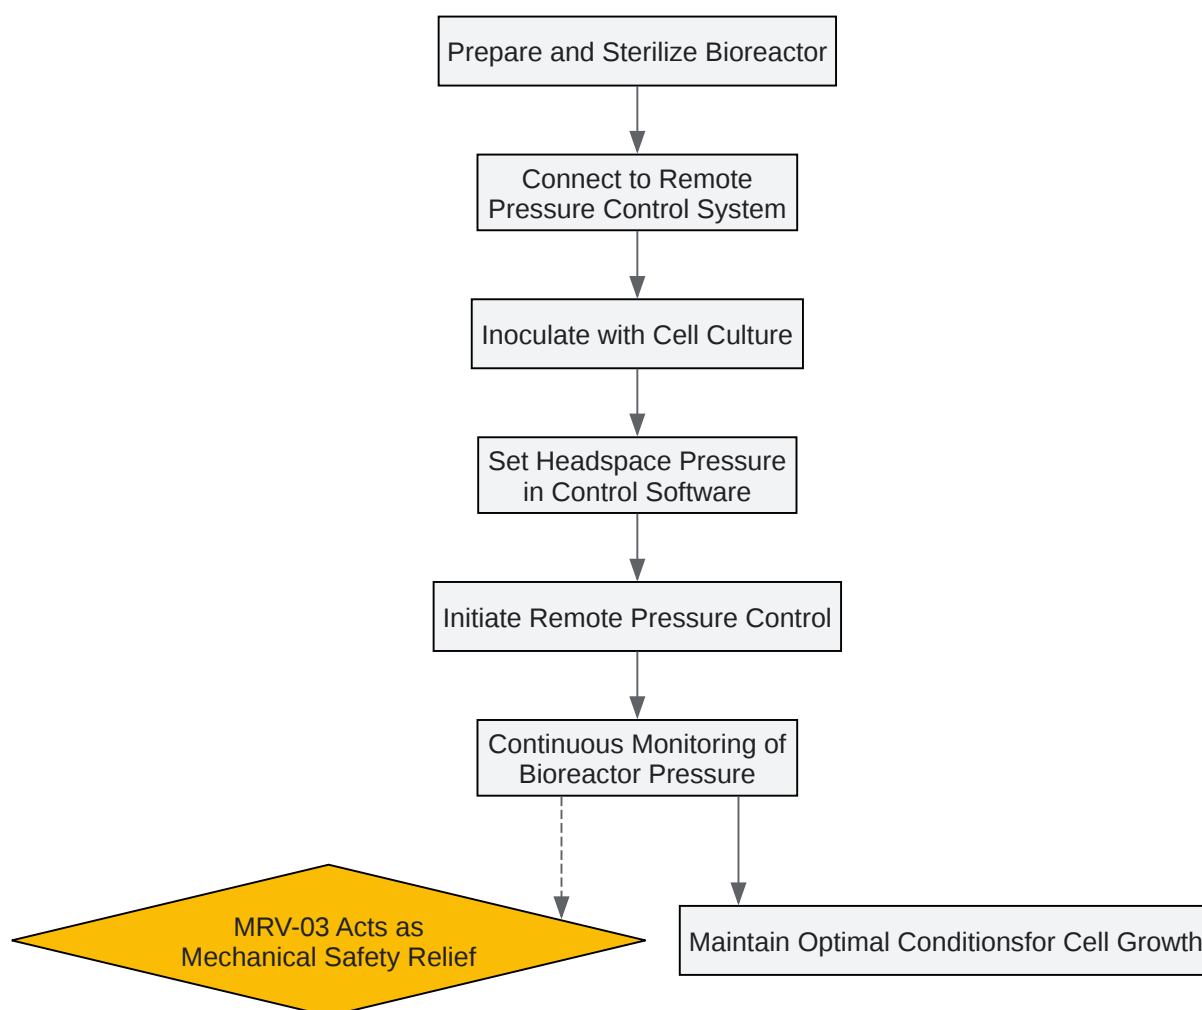 Prepare and Sterilize Bioreactor
Connect to Remote
Pressure Control System
Inoculate with Cell Culture
Set Headspace Pressure
in Control Software
Initiate Remote Pressure Control
Continuous Monitoring of
Bioreactor Pressure
MRV-03 Acts as
Mechanical Safety Relief
Maintain Optimal Conditionsfor Cell Growth